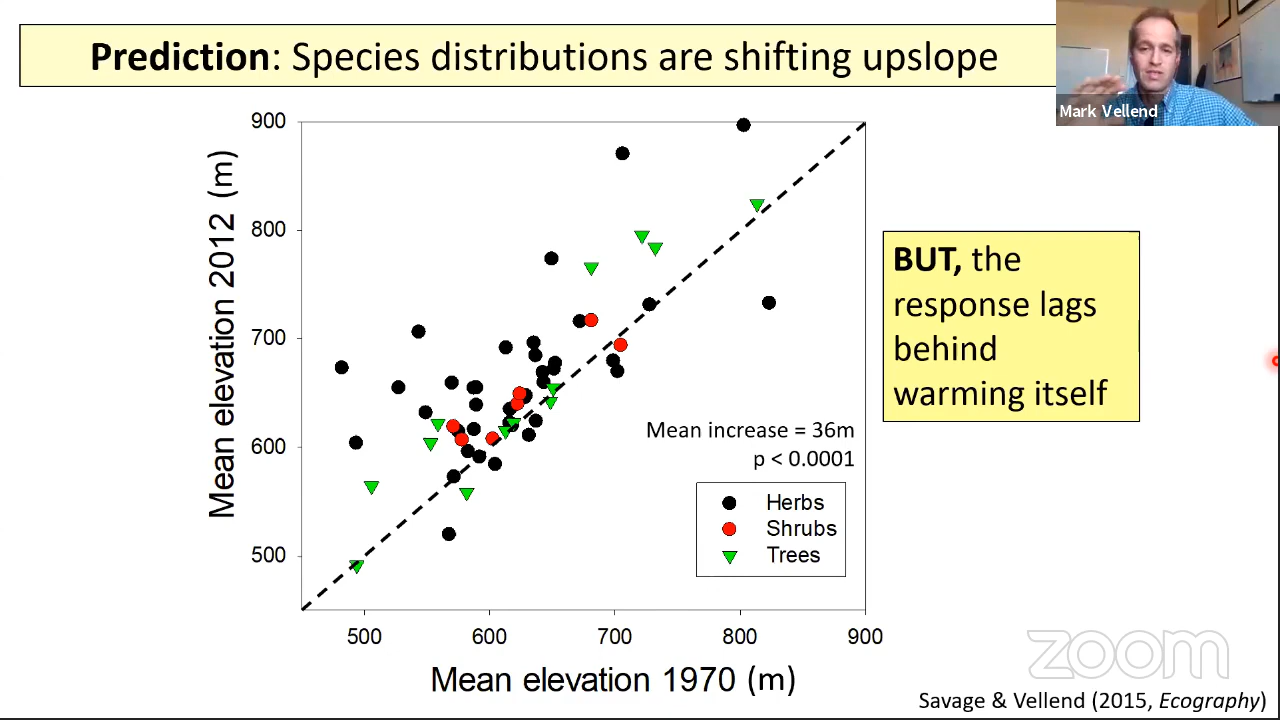 Prediction: Species distributions are shifting upslope
Mark Vellend
900
800
700
600
500
Mean elevation 2012 (m)
BUT, the
response lags
behind
warming itself
Mean increase = 36m
p < 0.0001
Herbs
Shrubs
Trees
500 600 700 800 900
Mean elevation 1970 (m)
zoom
Savage & Vellend (2015, Ecography)